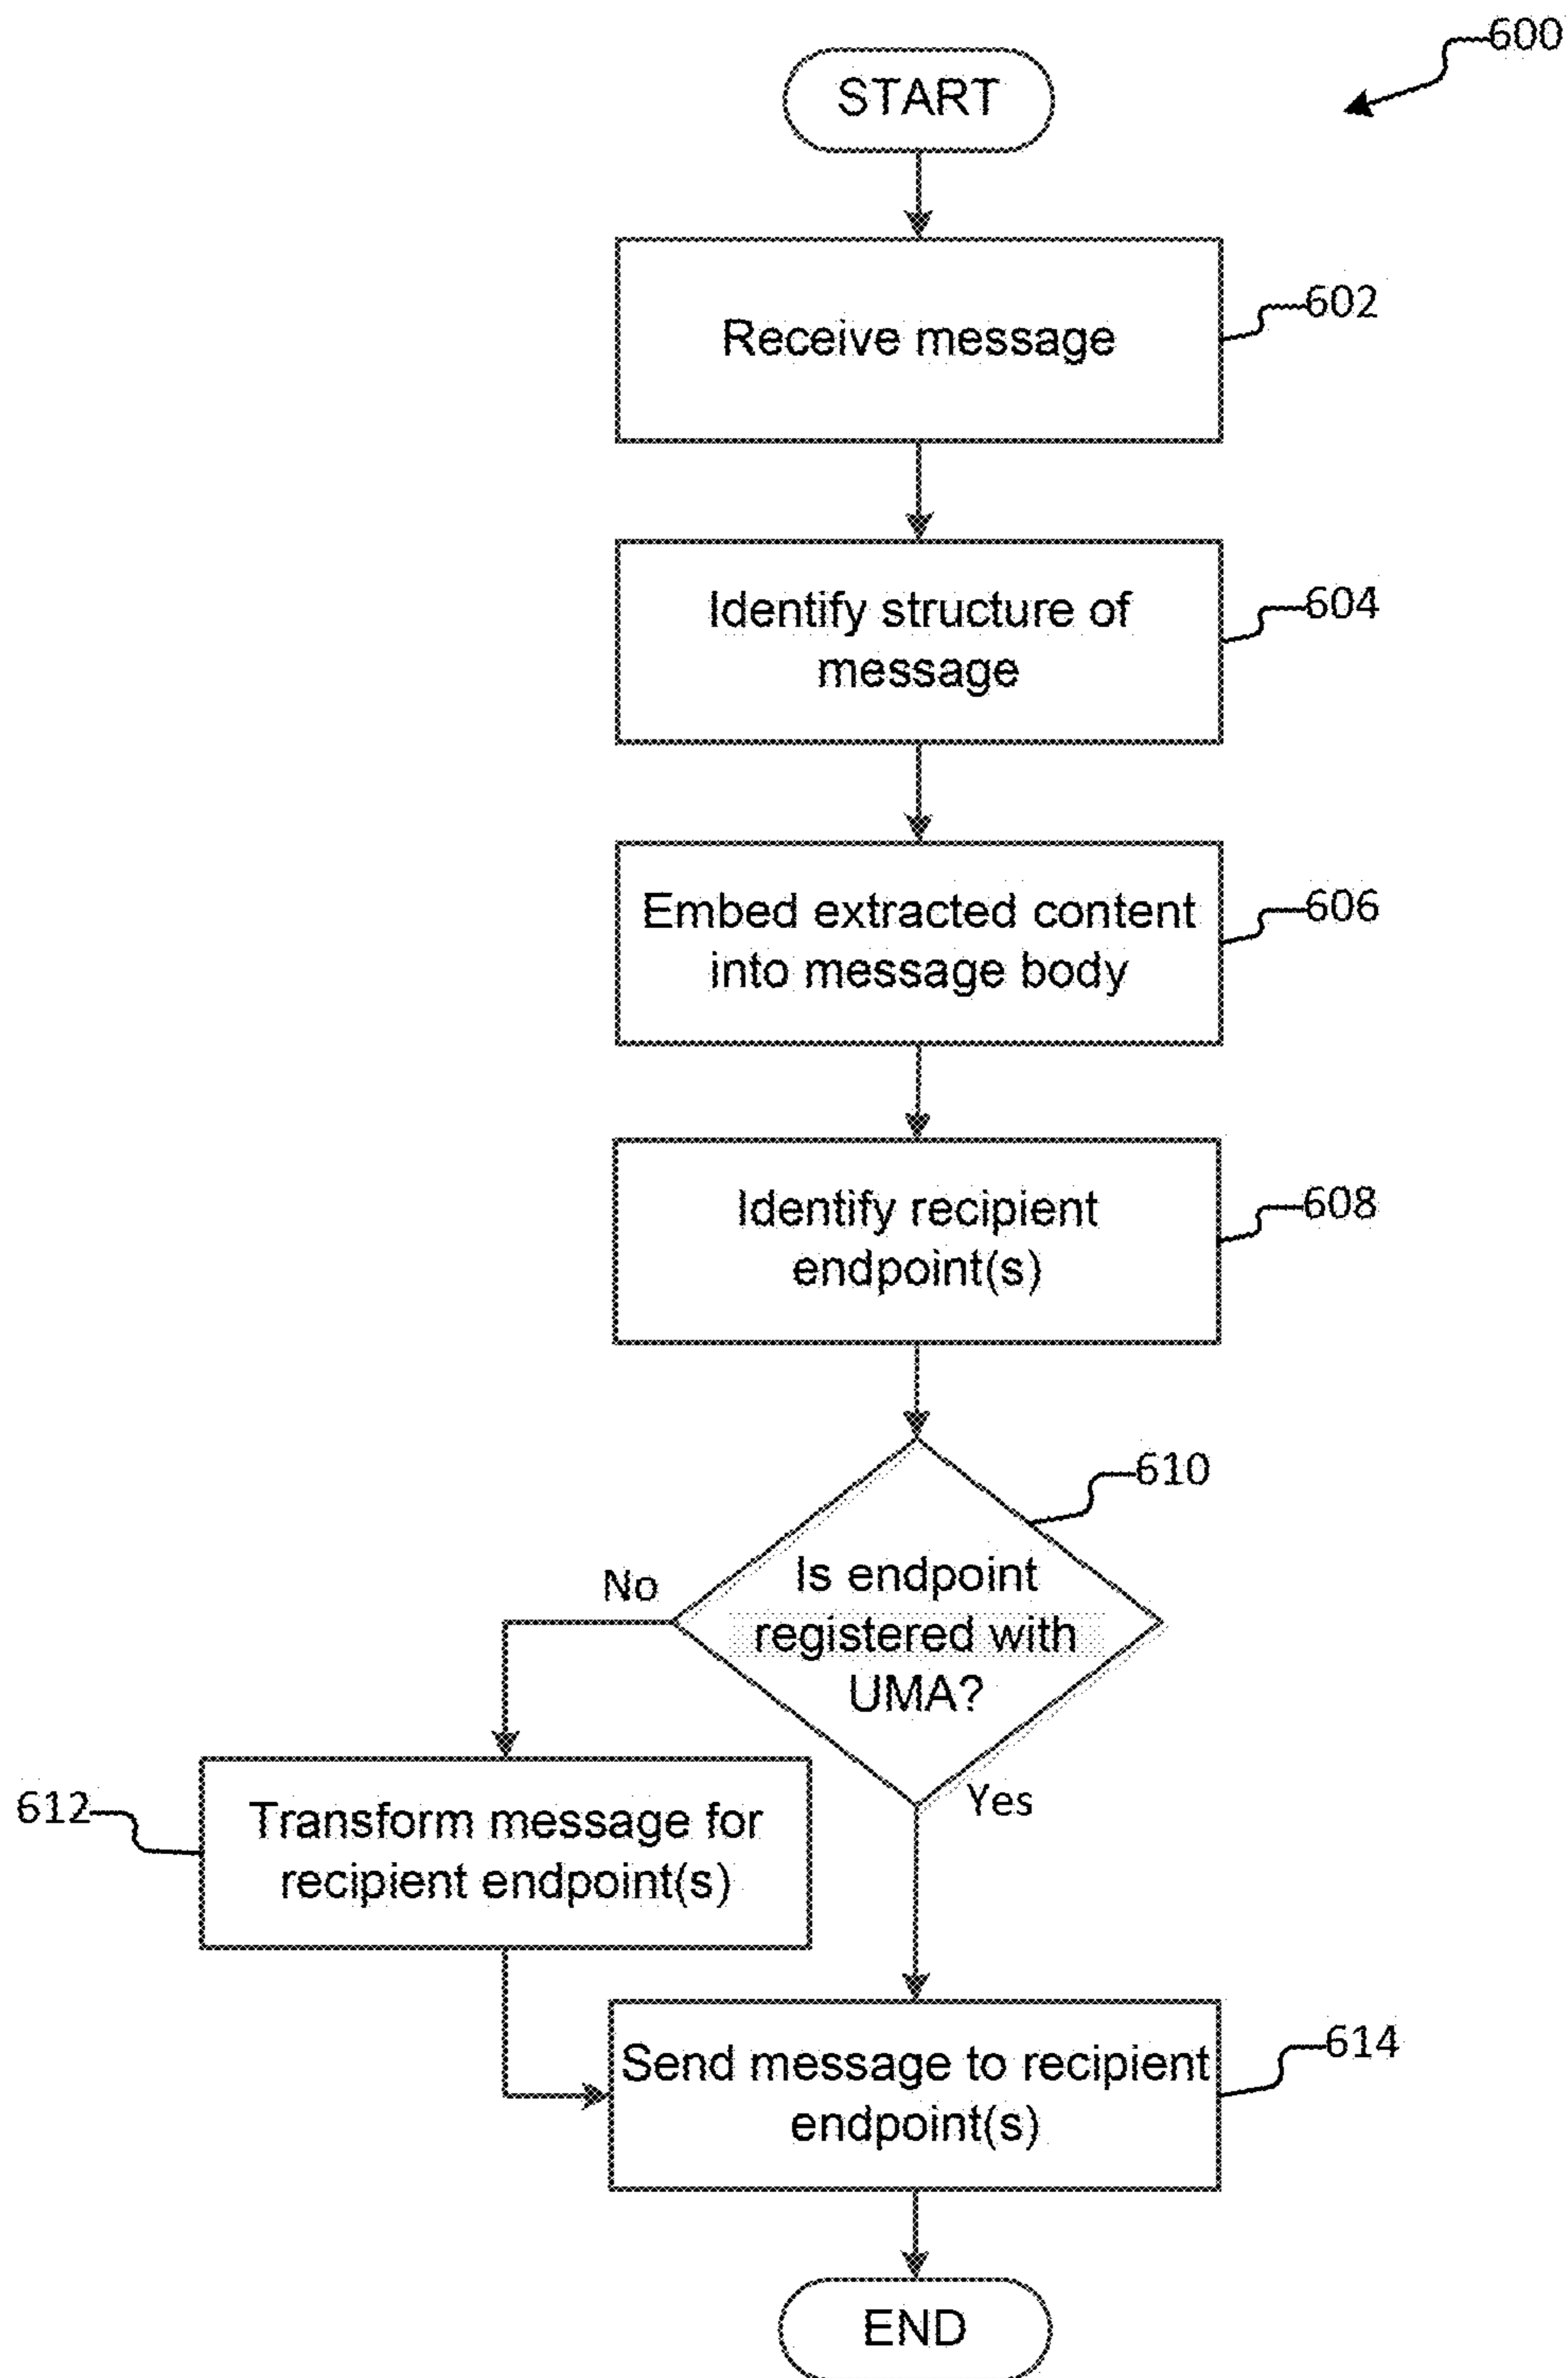 600
START
Receive message
602
Identify structure of
message
604
Embed extracted content
into message body
606
Identify recipient
endpoint(s)
608
610
Is endpoint
registered with
UMA?
No
Yes
612
Transform message for
recipient endpoint(s)
Send message to recipient
endpoint(s)
614
END